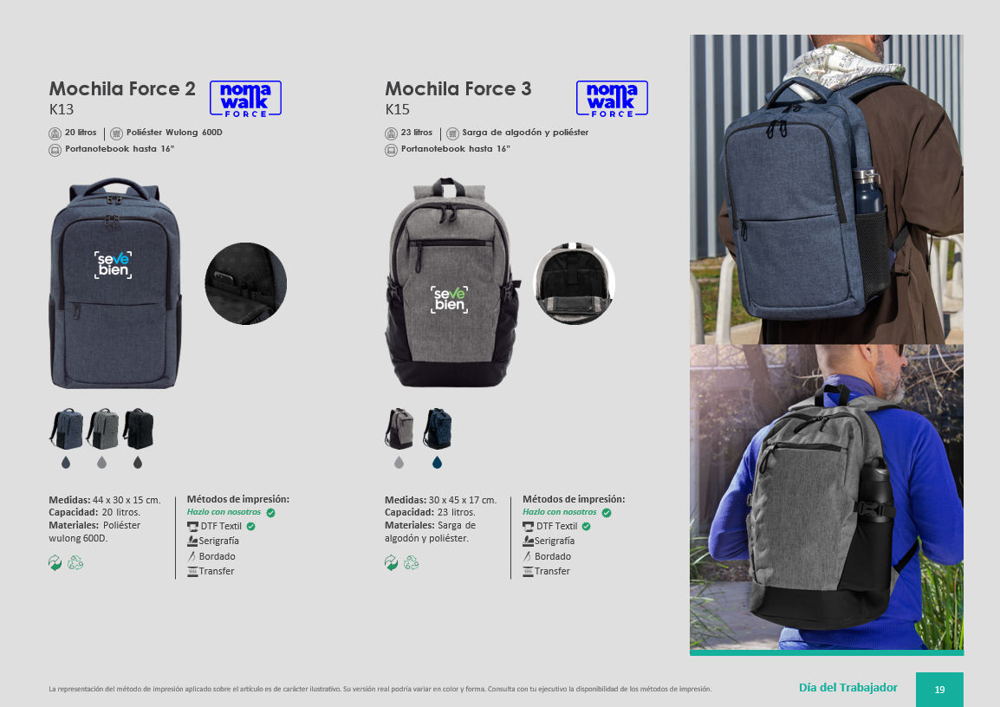 Mochila Force 2
K13
noma
walk
FORCE
20 litros | Poliéster Wulong 600D
Portanotebook hasta 16”
seve
bien
Medidas: 44 x 30 x 15 cm.
Capacidad: 20 litros.
Materiales: Poliéster
wulong 600D.
Métodos de impresión:
Hazlo con nosotros
DTF Textil
Serigrafía
Bordado
Transfer
Mochila Force 3
K15
noma
walk
FORCE
23 litros | Sarga de algodón y poliéster
Portanotebook hasta 16”
seve
bien
Medidas: 30 x 45 x 17 cm.
Capacidad: 23 litros.
Materiales: Sarga de
algodón y poliéster.
Métodos de impresión:
Hazlo con nosotros
DTF Textil
Serigrafía
Bordado
Transfer
La representación del método de impresión aplicado sobre el artículo es de carácter ilustrativo. Su versión real podría variar en color y forma. Consulta con tu ejecutivo la disponibilidad de los métodos de impresión.
Día del Trabajador
19